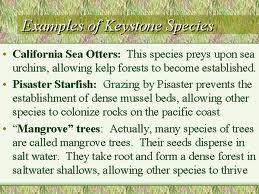 Examples of Keystone Species
• California Sea Otters: This species preys upon sea
urchins, allowing kelp forests to become established.
• Pisaster Starfish: Grazing by Pisaster prevents the
establishment of dense mussel beds, allowing other
species to colonize rocks on the pacific coast
• “Mangrove” trees: Actually, many species of trees
are called mangrove trees. Their seeds disperse in
salt water. They take root and form a dense forest in
saltwater shallows, allowing other species to thrive